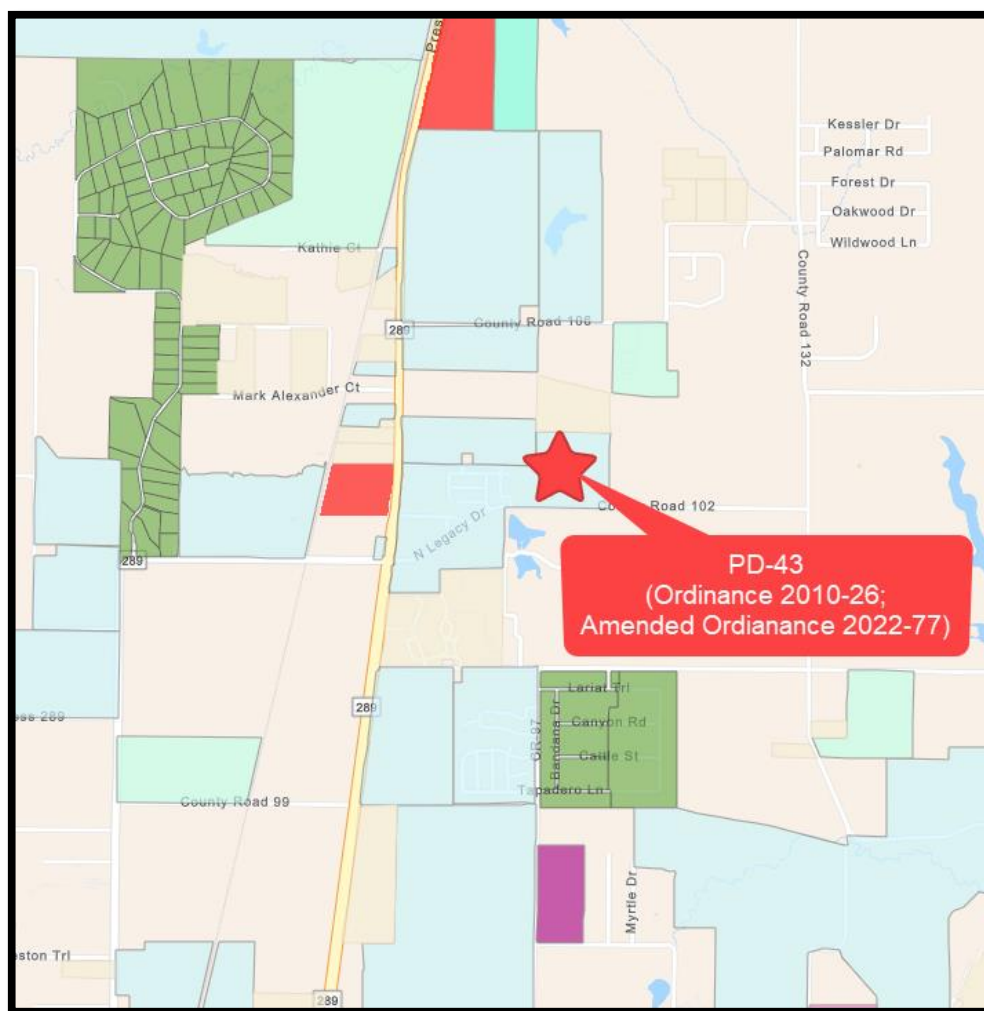 Pres
Kessler Dr
Palomar Rd
Forest Dr
Oakwood Dr
Wildwood Ln
Kathie Ct
County Road 132
289
County Road 106
Mark Alexander Ct
County Road 102
N Legacy Dr
289
PD-43
(Ordinance 2010-26;
Amended Ordianance 2022-77)
Lariat Trl
289
oss 289
CR-97
Bandana Dr
Canyon Rd
Cattle St
Tapadero Ln
County Road 99
Myrtle Dr
eston Trl
289